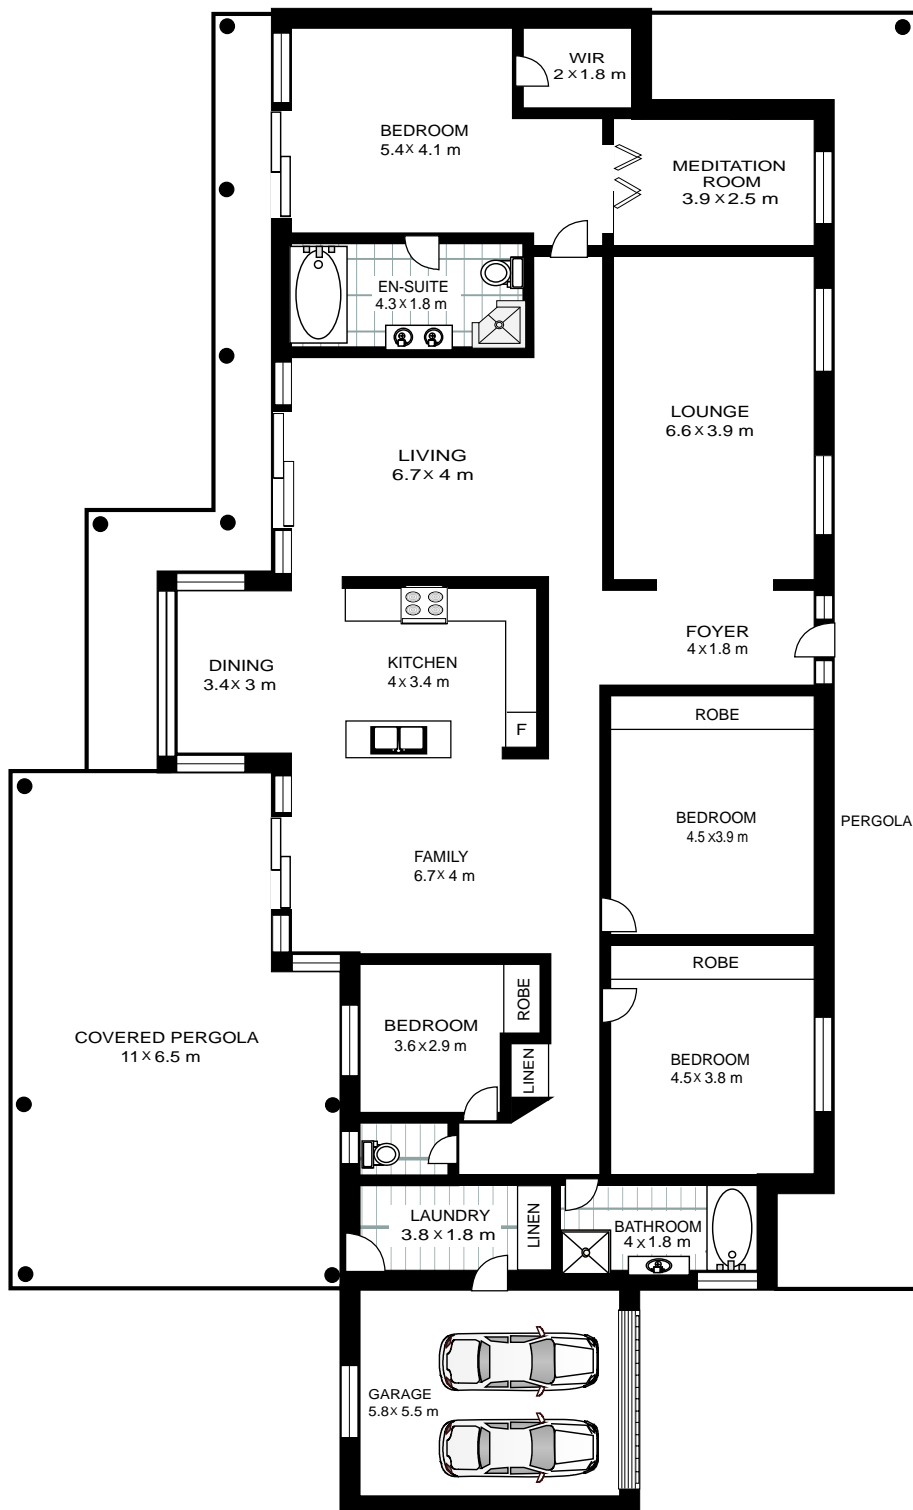 WIR
2 X 1.8 m
BEDROOM
5.4 X 4.1 m
MEDITATION
ROOM
3.9 X 2.5 m
EN-SUITE
4.3 X 1.8 m
LOUNGE
6.6 X 3.9 m
LIVING
6.7 X 4 m
FOYER
4 x 1.8 m
DINING
3.4 X 3 m
KITCHEN
4 x 3.4 m
ROBE
F
BEDROOM
4.5 x 3.9 m
PERGOLA
FAMILY
6.7 X 4 m
ROBE
ROBE
BEDROOM
3.6 x 2.9 m
COVERED PERGOLA
11 X 6.5 m
LINEN
BEDROOM
4.5 X 3.8 m
LAUNDRY
3.8 X 1.8 m
LINEN
BATHROOM
4 x 1.8 m
GARAGE
5.8 X 5.5 m